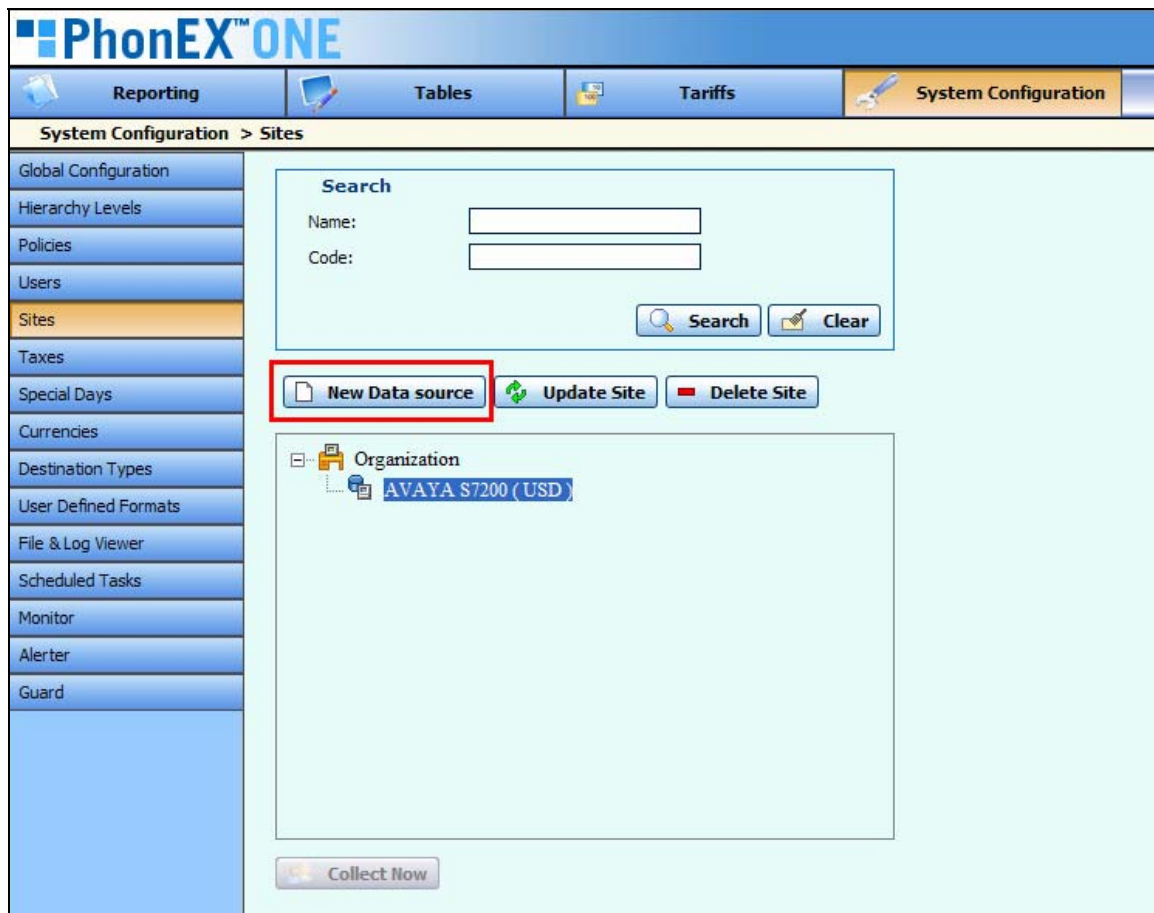 PhonEX™ONE
Reporting
Tables
Tariffs
System Configuration
System Configuration > Sites
Global Configuration
Hierarchy Levels
Policies
Users
Sites
Taxes
Special Days
Currencies
Destination Types
User Defined Formats
File & Log Viewer
Scheduled Tasks
Monitor
Alerter
Guard
Search
Name:
Code:
Search
Clear
New Data source
Update Site
Delete Site
Organization
AVAYA S7200 ( USD )
Collect Now